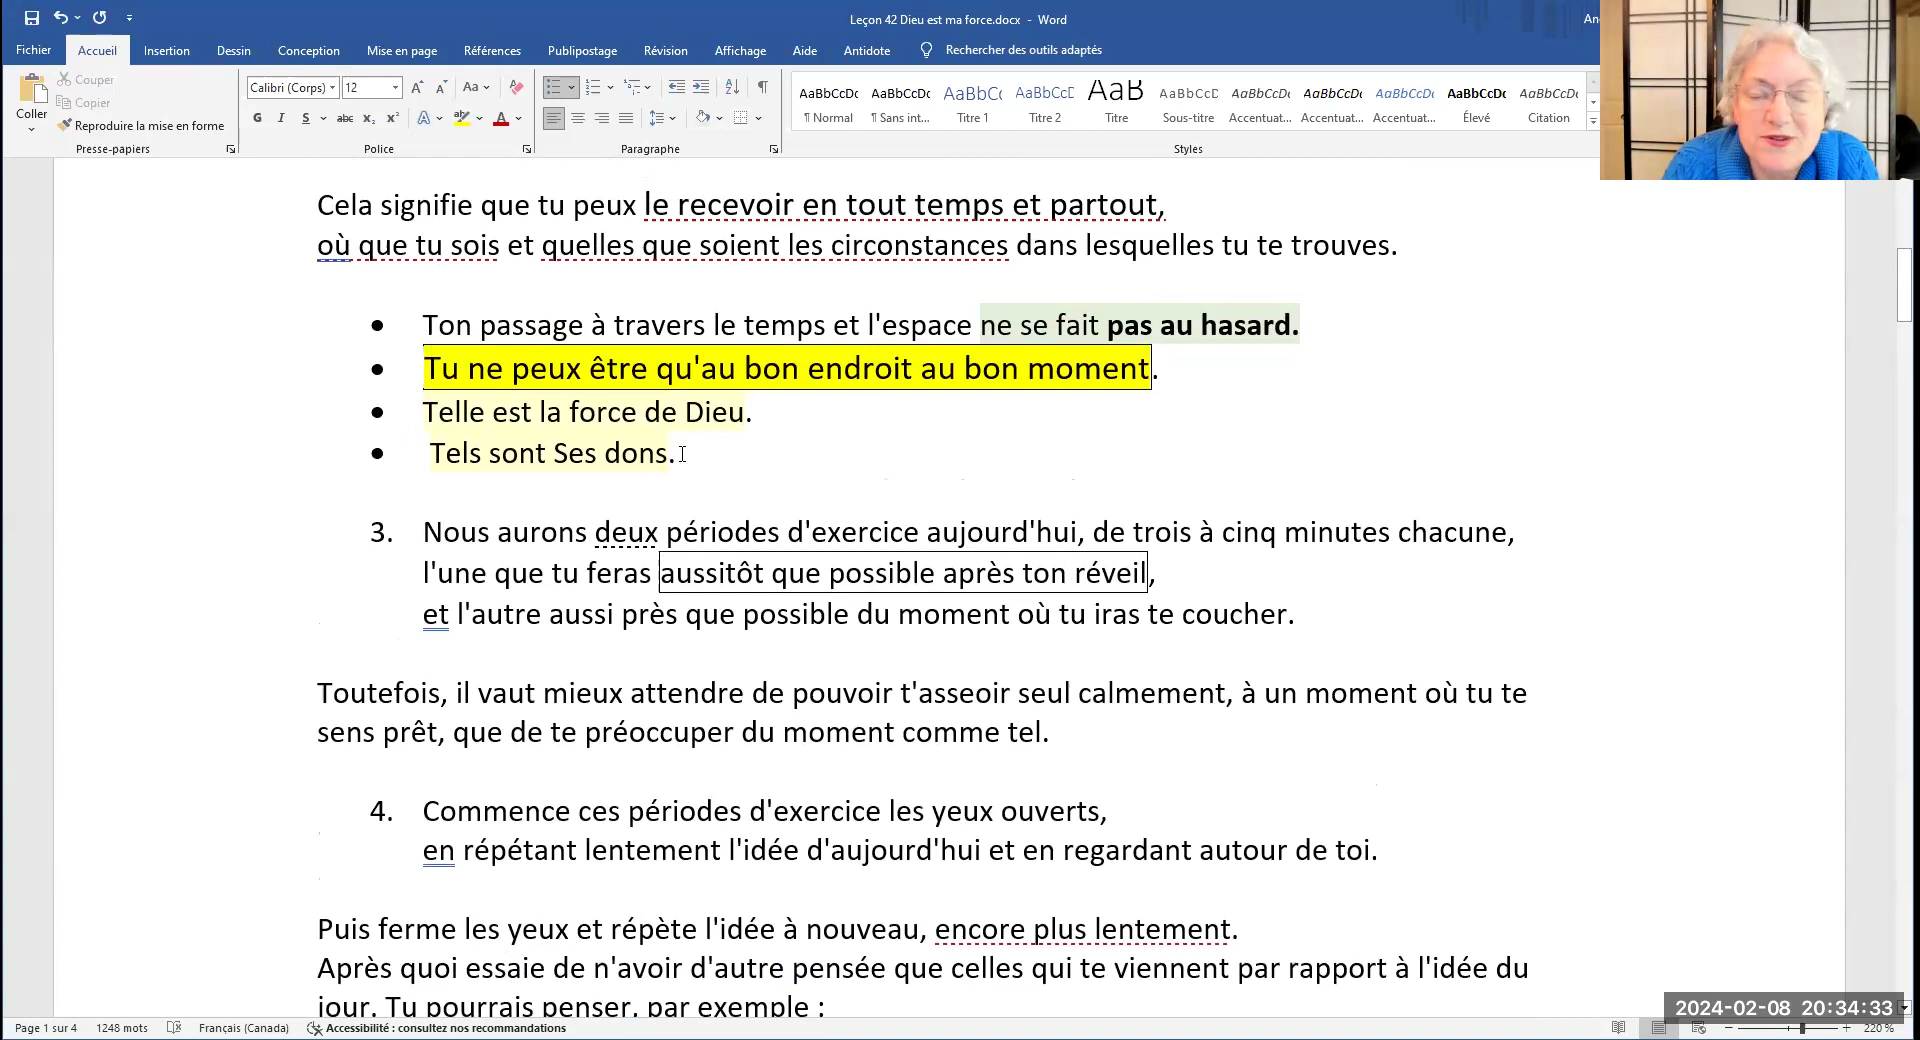 Leçon 42 Dieu est ma force.docx - Word
Fichier Accueil Insertion Dessin Conception Mise en page Références Publipostage Révision Affichage Aide Antidote Rechercher des outils adaptés
Coller
Couper
Copier
Reproduire la mise en forme
Calibri (Corps) 12
AaBbCcDc AaBbCcDc AaBbCc AaBbCcD AaB AaBbCcD AaBbCcDc AaBbCcDc AaBbCcDc AaBbCcDc AaBbCcDc
¶ Normal ¶ Sans int... Titre 1 Titre 2 Titre Sous-titre Accentuat... Accentuat... Accentuat... Élevé Citation
Presse-papiers Police Paragraphe Styles
Cela signifie que tu peux le recevoir en tout temps et partout,
où que tu sois et quelles que soient les circonstances dans lesquelles tu te trouves.
• Ton passage à travers le temps et l'espace ne se fait pas au hasard.
• Tu ne peux être qu'au bon endroit au bon moment.
• Telle est la force de Dieu.
• Tels sont Ses dons.
3. Nous aurons deux périodes d'exercice aujourd'hui, de trois à cinq minutes chacune,
l'une que tu feras aussitôt que possible après ton réveil,
et l'autre aussi près que possible du moment où tu iras te coucher.
Toutefois, il vaut mieux attendre de pouvoir t'asseoir seul calmement, à un moment où tu te
sens prêt, que de te préoccuper du moment comme tel.
4. Commence ces périodes d'exercice les yeux ouverts,
en répétant lentement l'idée d'aujourd'hui et en regardant autour de toi.
Puis ferme les yeux et répète l'idée à nouveau, encore plus lentement.
Après quoi essaie de n'avoir d'autre pensée que celles qui te viennent par rapport à l'idée du
jour. Tu pourrais penser, par exemple :
2024-02-08 20:34:33
Page 1 sur 4 1248 mots Français (Canada) Accessibilité : consultez nos recommandations 220 %